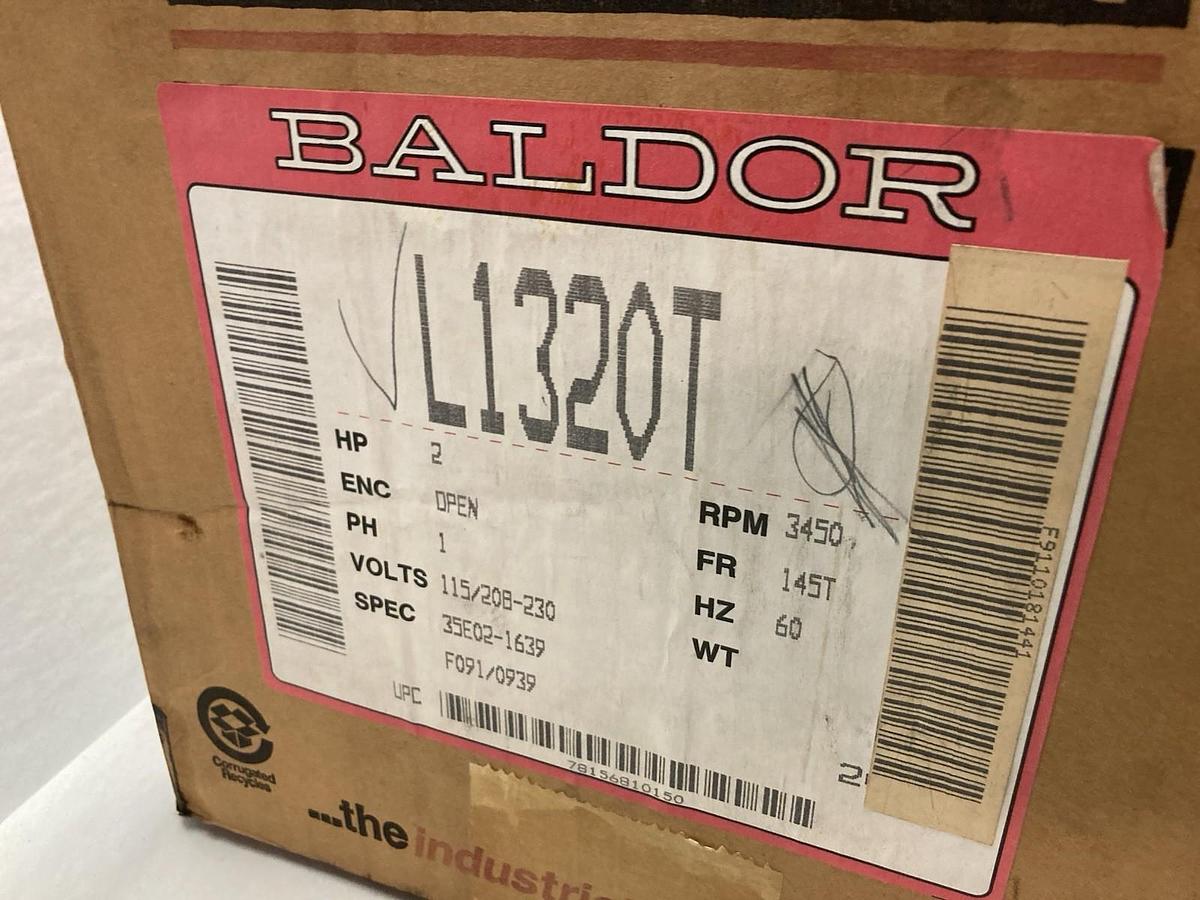 BALDOR
L1320T
HP 2
ENC OPEN
PH 1
VOLTS 115/208-230
SPEC 35E02-1639
F091/0939
RPM 3450
FR 145T
HZ 60
WT
UPC
78156810150
F9110181441
Corrugated
Recycles
...the industri